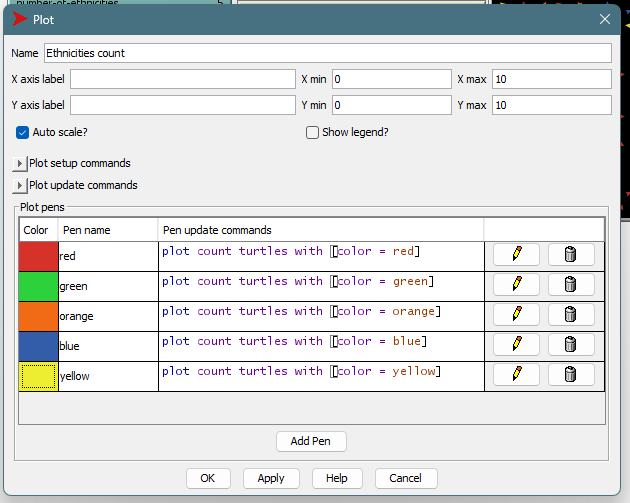 number-of-ethnicities 5
Plot
Name Ethnicities count
X axis label X min 0 X max 10
Y axis label Y min 0 Y max 10
Auto scale? Show legend?
Plot setup commands
Plot update commands
Plot pens
Color Pen name Pen update commands
red plot count turtles with [color = red]
green plot count turtles with [color = green]
orange plot count turtles with [color = orange]
blue plot count turtles with [color = blue]
yellow plot count turtles with [color = yellow]
Add Pen
OK Apply Help Cancel